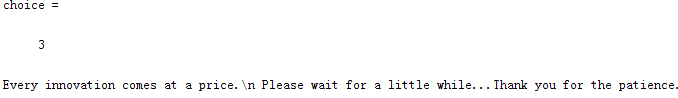 choice =
3
Every innovation comes at a price.\n Please wait for a little while...Thank you for the patience.